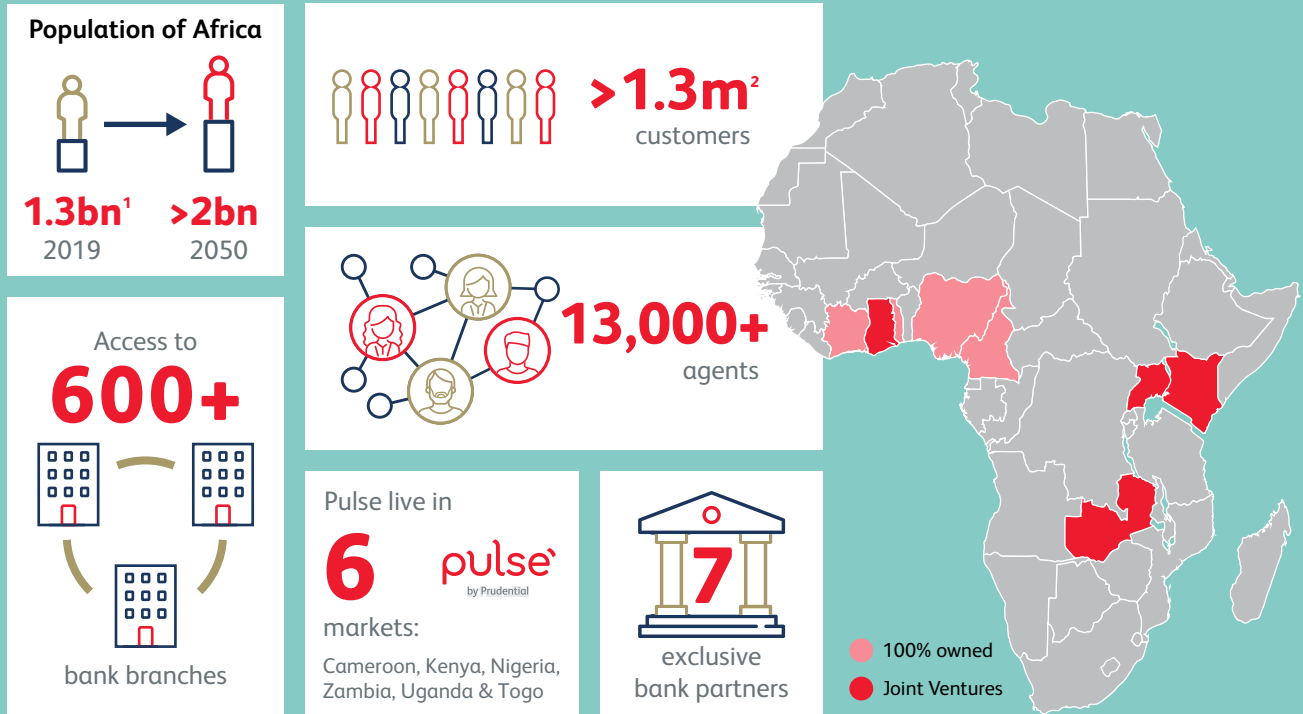 Population of Africa
1.3bn¹
2019
>2bn
2050
>1.3m²
customers
13,000+
agents
Access to
600+
bank branches
Pulse live in
6
pulse
by Prudential
markets:
Cameroon, Kenya, Nigeria,
Zambia, Uganda & Togo
7
exclusive
bank partners
100% owned
Joint Ventures